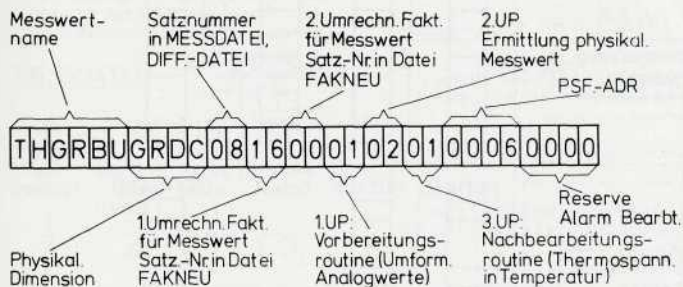 Messwert-
name
Satznummer
in MESSDATEI,
DIFF.-DATEI
2.Umrechn.Fakt.
für Messwert
Satz-Nr.in Datei
FAKNEU
2.UP
Ermittlung physikal.
Messwert
PSF.-ADR
THGRBUGRDC08160001020100060000
Physikal.
Dimension
1.Umrechn.Fakt.
für Messwert
Satz.-Nr.in Datei
FAKNEU
1.UP:
Vorbereitungs-
routine (Umform.
Analogwerte)
3.UP:
Nachbearbeitungs-
routine (Thermospann.
in Temperatur)
Reserve
Alarm Bearbt.